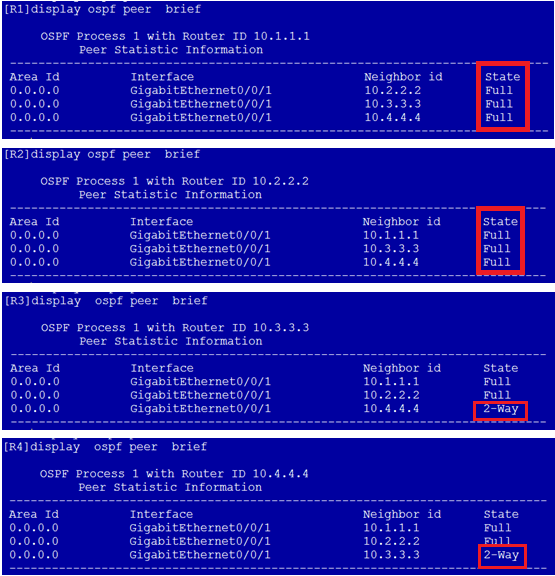 [R1]display ospf peer  brief
OSPF Process 1 with Router ID 10.1.1.1
Peer Statistic Information
----------------------------------------------------------------------------
Area Id          Interface                        Neighbor id      State
0.0.0.0          GigabitEthernet0/0/1             10.2.2.2         Full
0.0.0.0          GigabitEthernet0/0/1             10.3.3.3         Full
0.0.0.0          GigabitEthernet0/0/1             10.4.4.4         Full
----------------------------------------------------------------------------
[R2]display ospf peer  brief
OSPF Process 1 with Router ID 10.2.2.2
Peer Statistic Information
----------------------------------------------------------------------------
Area Id          Interface                        Neighbor id      State
0.0.0.0          GigabitEthernet0/0/1             10.1.1.1         Full
0.0.0.0          GigabitEthernet0/0/1             10.3.3.3         Full
0.0.0.0          GigabitEthernet0/0/1             10.4.4.4         Full
----------------------------------------------------------------------------
[R3]display  ospf peer  brief
OSPF Process 1 with Router ID 10.3.3.3
Peer Statistic Information
----------------------------------------------------------------------------
Area Id          Interface                        Neighbor id      State
0.0.0.0          GigabitEthernet0/0/1             10.1.1.1         Full
0.0.0.0          GigabitEthernet0/0/1             10.2.2.2         Full
0.0.0.0          GigabitEthernet0/0/1             10.4.4.4         2-Way
----------------------------------------------------------------------------
[R4]display  ospf peer  brief
OSPF Process 1 with Router ID 10.4.4.4
Peer Statistic Information
----------------------------------------------------------------------------
Area Id          Interface                        Neighbor id      State
0.0.0.0          GigabitEthernet0/0/1             10.1.1.1         Full
0.0.0.0          GigabitEthernet0/0/1             10.2.2.2         Full
0.0.0.0          GigabitEthernet0/0/1             10.3.3.3         2-Way
----------------------------------------------------------------------------